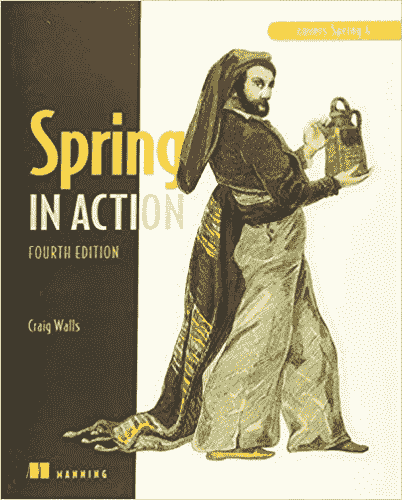 COVERS Spring 4
Spring
IN ACTION
FOURTH EDITION
Craig Walls
MANNING